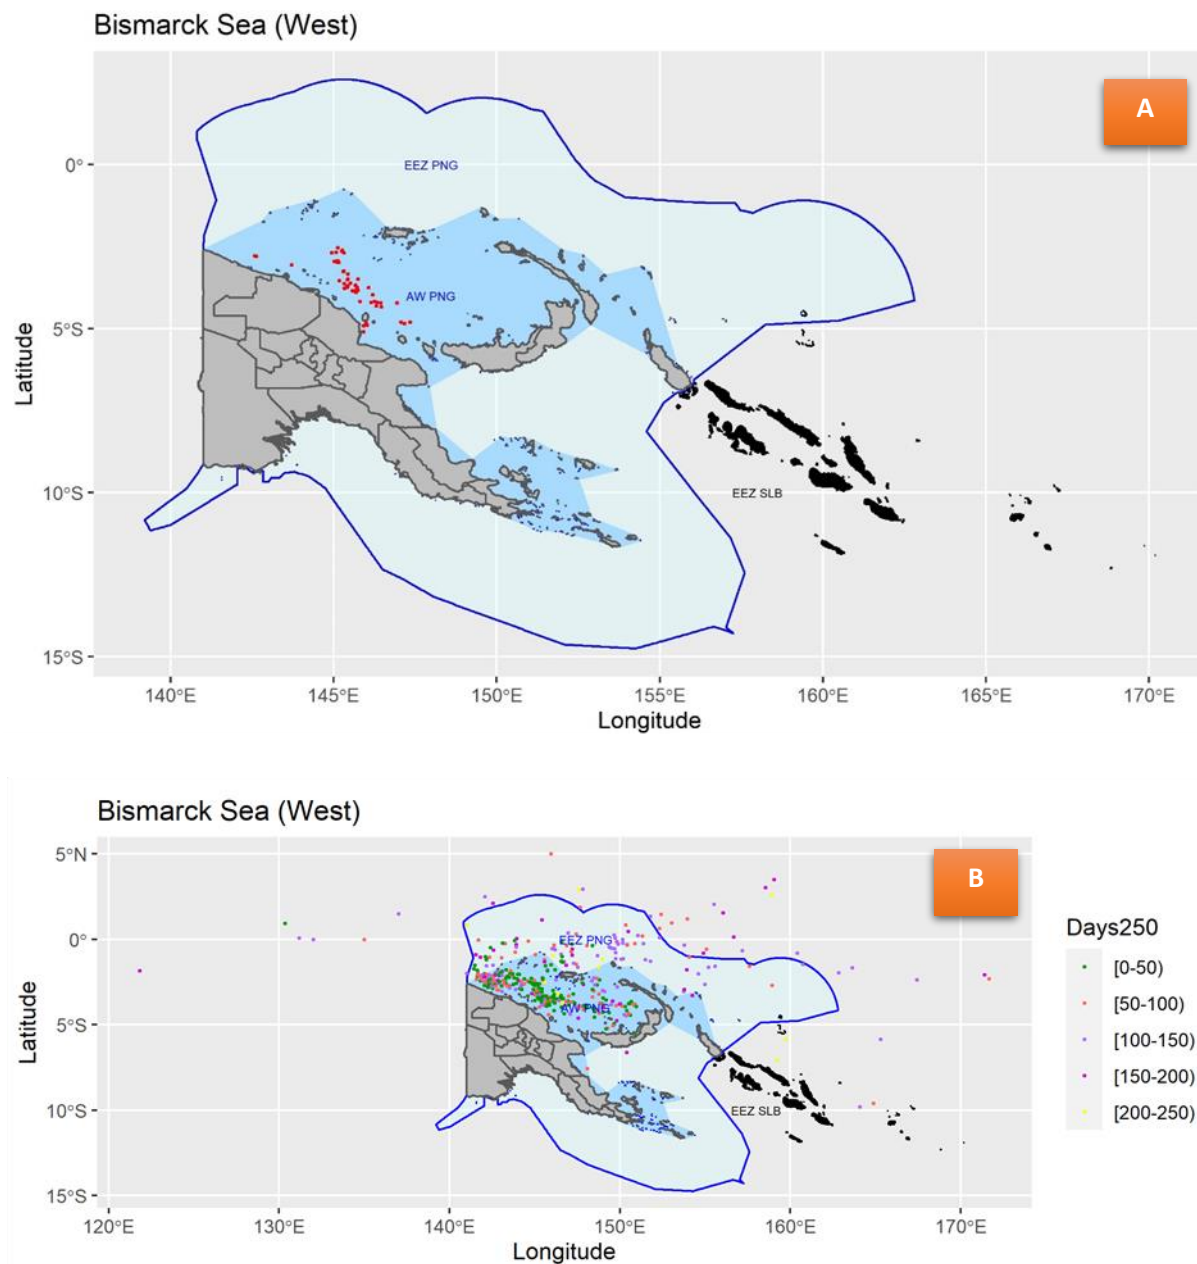 Bismarck Sea (West)
A
0°
5°S
10°S
15°S
Latitude
EEZ PNG
AW PNG
EEZ SLB
140°E 145°E 150°E 155°E 160°E 165°E 170°E
Longitude
Bismarck Sea (West)
B
5°N
0°
5°S
10°S
15°S
Latitude
EEZ PNG
AW PNG
EEZ SLB
120°E 130°E 140°E 150°E 160°E 170°E
Longitude
Days250
[0-50)
[50-100)
[100-150)
[150-200)
[200-250)